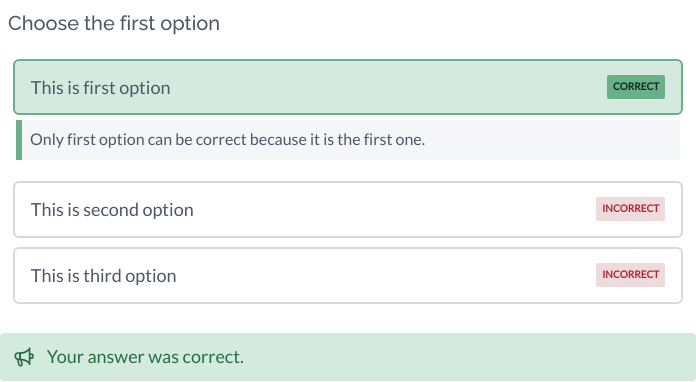 Choose the first option
This is first option CORRECT
Only first option can be correct because it is the first one.
This is second option INCORRECT
This is third option INCORRECT
Your answer was correct.